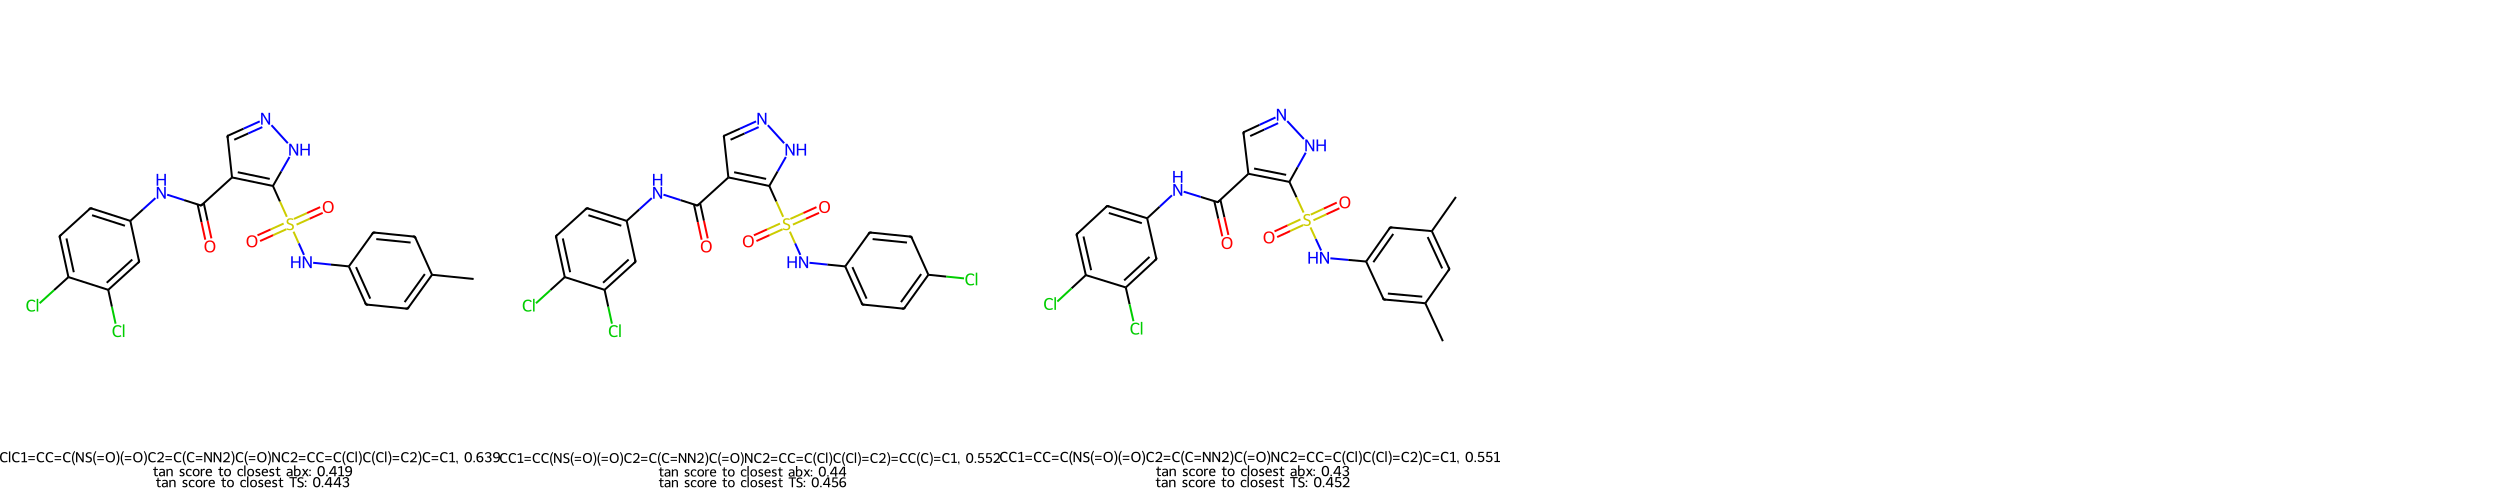 N
NH
H
N
O
S
O
O
HN
Cl
Cl
ClC1=CC=C(NS(=O)(=O)C2=C(C=NN2)C(=O)NC2=CC=C(Cl)C(Cl)=C2)C=C1, 0.639
tan score to closest abx: 0.419
tan score to closest TS: 0.443
N
NH
H
N
O
S
O
O
HN
Cl
Cl
Cl
CC1=CC(NS(=O)(=O)C2=C(C=NN2)C(=O)NC2=CC=C(Cl)C(Cl)=C2)=CC(C)=C1, 0.552
tan score to closest abx: 0.44
tan score to closest TS: 0.456
N
NH
H
N
O
S
O
O
HN
Cl
Cl
CC1=CC=C(NS(=O)(=O)C2=C(C=NN2)C(=O)NC2=CC=C(Cl)C(Cl)=C2)C=C1, 0.551
tan score to closest abx: 0.43
tan score to closest TS: 0.452